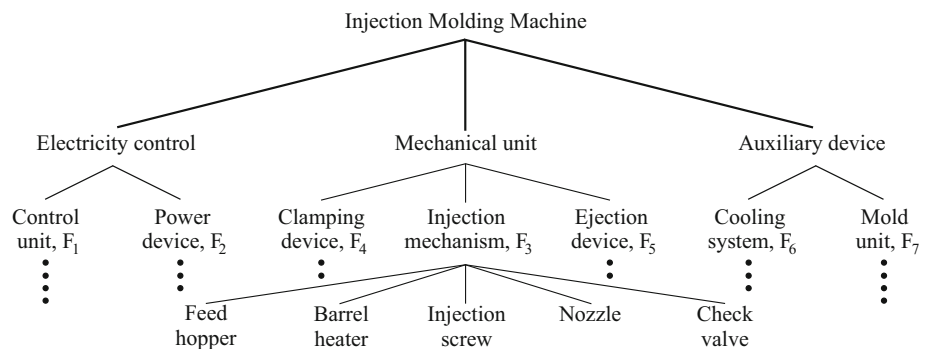 Injection Molding Machine
Electricity control
Mechanical unit
Auxiliary device
Control
unit, F1
Power
device, F2
Clamping
device, F4
Injection
mechanism, F3
Ejection
device, F5
Cooling
system, F6
Mold
unit, F7
Feed
hopper
Barrel
heater
Injection
screw
Nozzle
Check
valve